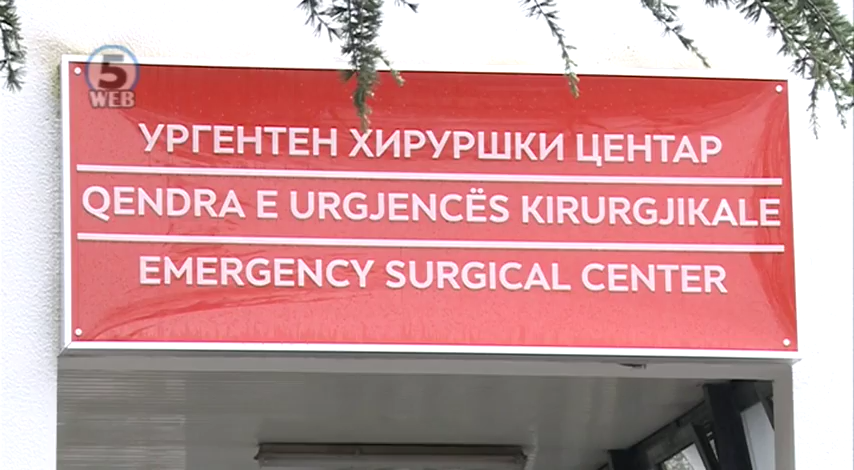 5
WEB
УРГЕНТЕН ХИРУРШКИ ЦЕНТАР
QENDRA E URGJENCËS KIRURGJIKALE
EMERGENCY SURGICAL CENTER